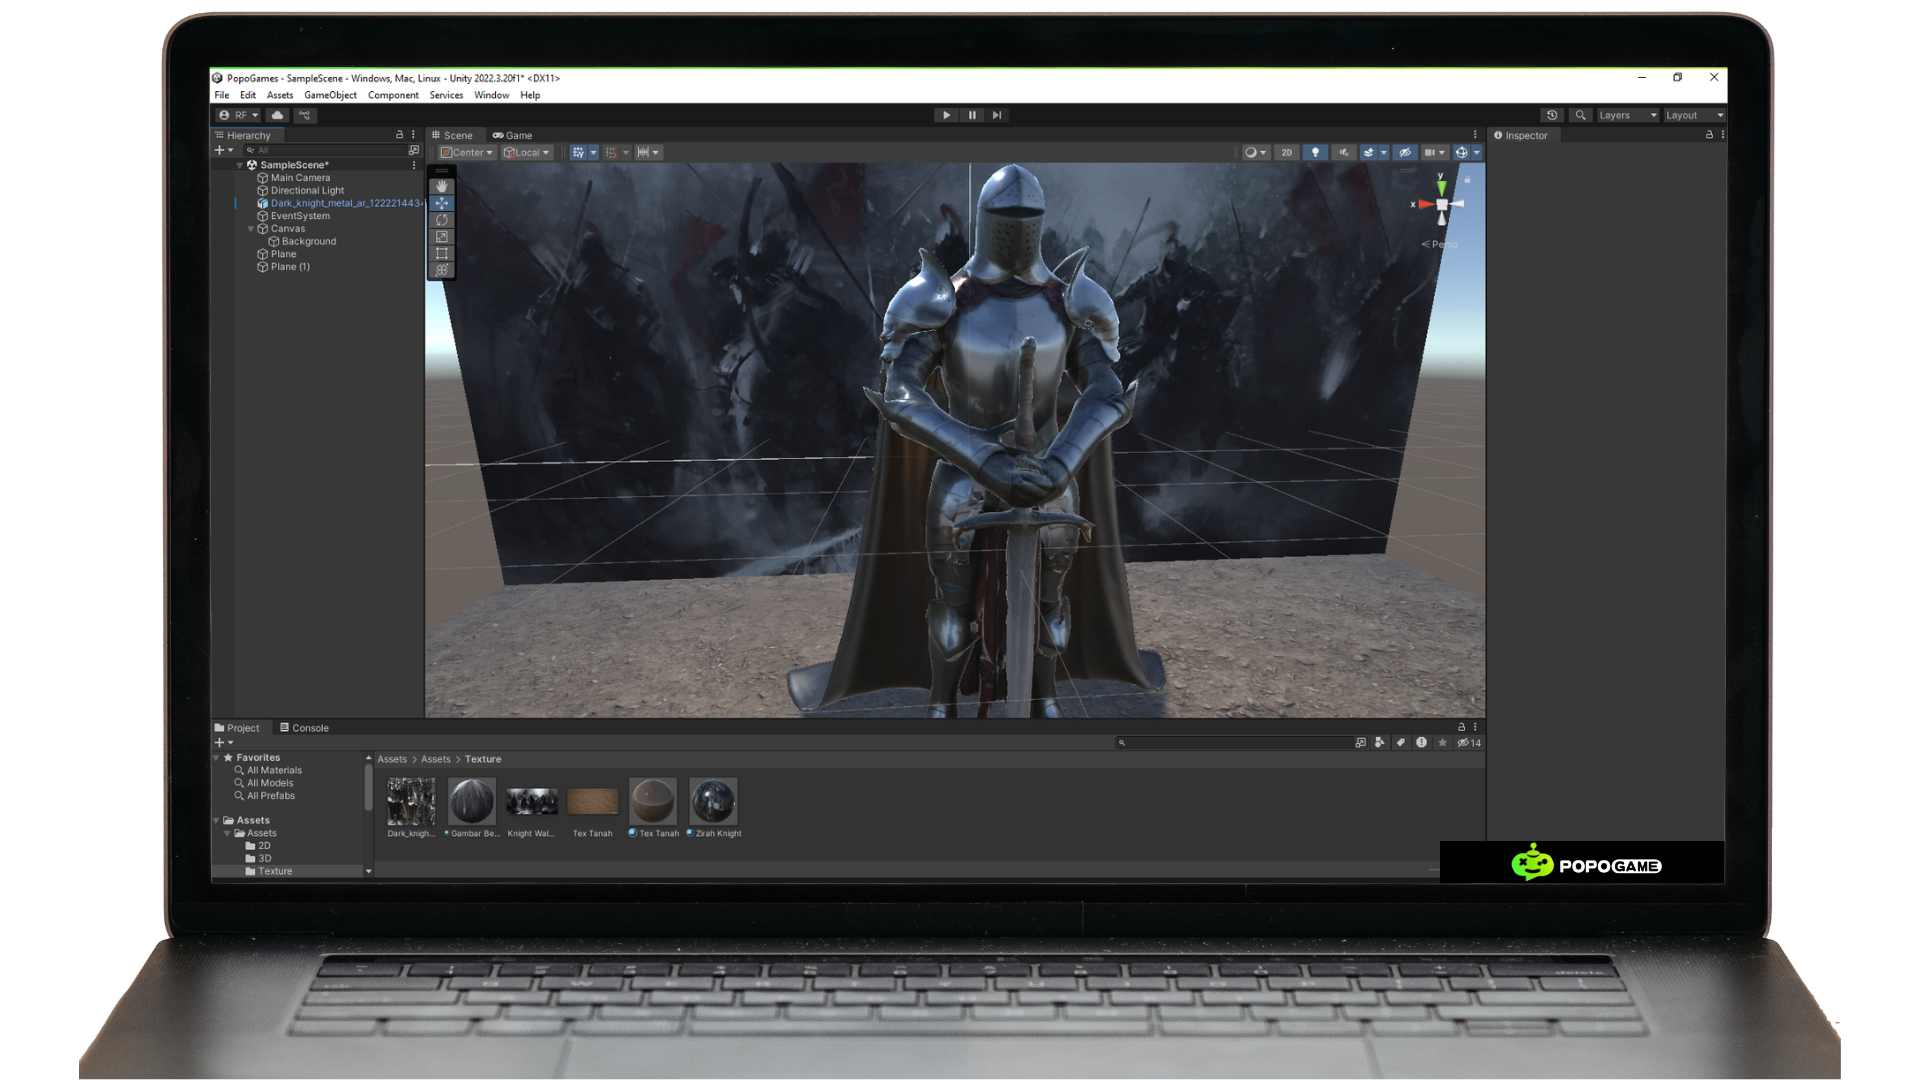 PopoGames - SampleScene - Windows, Mac, Linux - Unity 2022.3.20f1* <DX11>
File Edit Assets GameObject Component Services Window Help
RF
Layers Layout
Hierarchy
Scene Game
Inspector
All
Center Local
2D
SampleScene*
Main Camera
Directional Light
Dark_knight_metal_ar_122221443
EventSystem
Canvas
Background
Plane
Plane (1)
y
x
< Persp
Project Console
14
Favorites
All Materials
All Models
All Prefabs
Assets
Assets
2D
3D
Texture
Assets > Assets > Texture
Dark_knigh... Gambar Be... Knight Wal... Tex Tanah Tex Tanah Zirah Knight
POPOGAME
delete